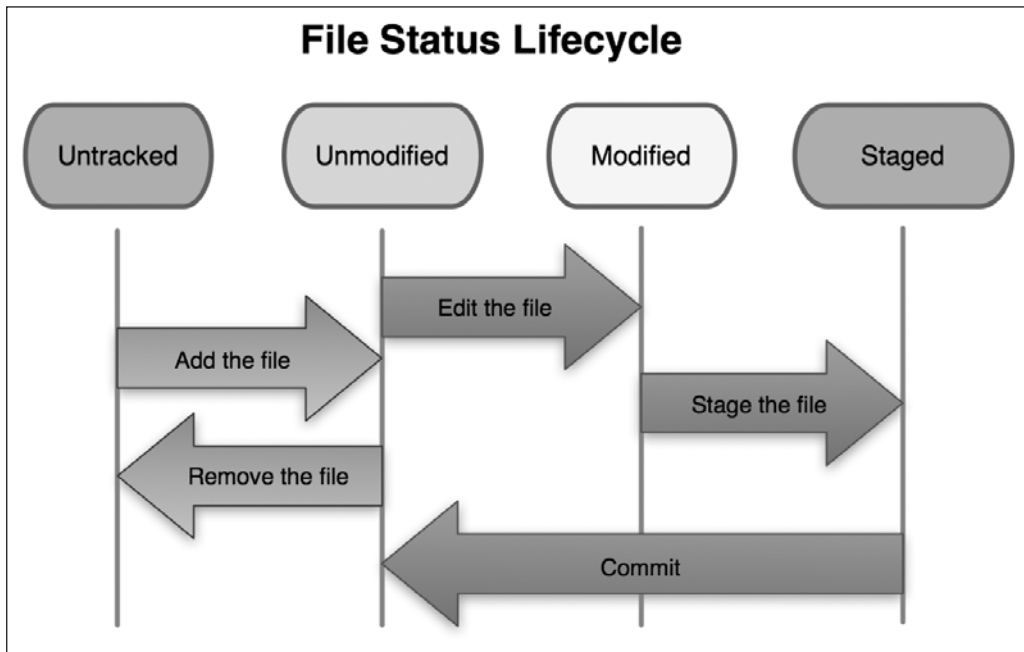 File Status Lifecycle
Untracked
Unmodified
Modified
Staged
Edit the file
Add the file
Stage the file
Remove the file
Commit